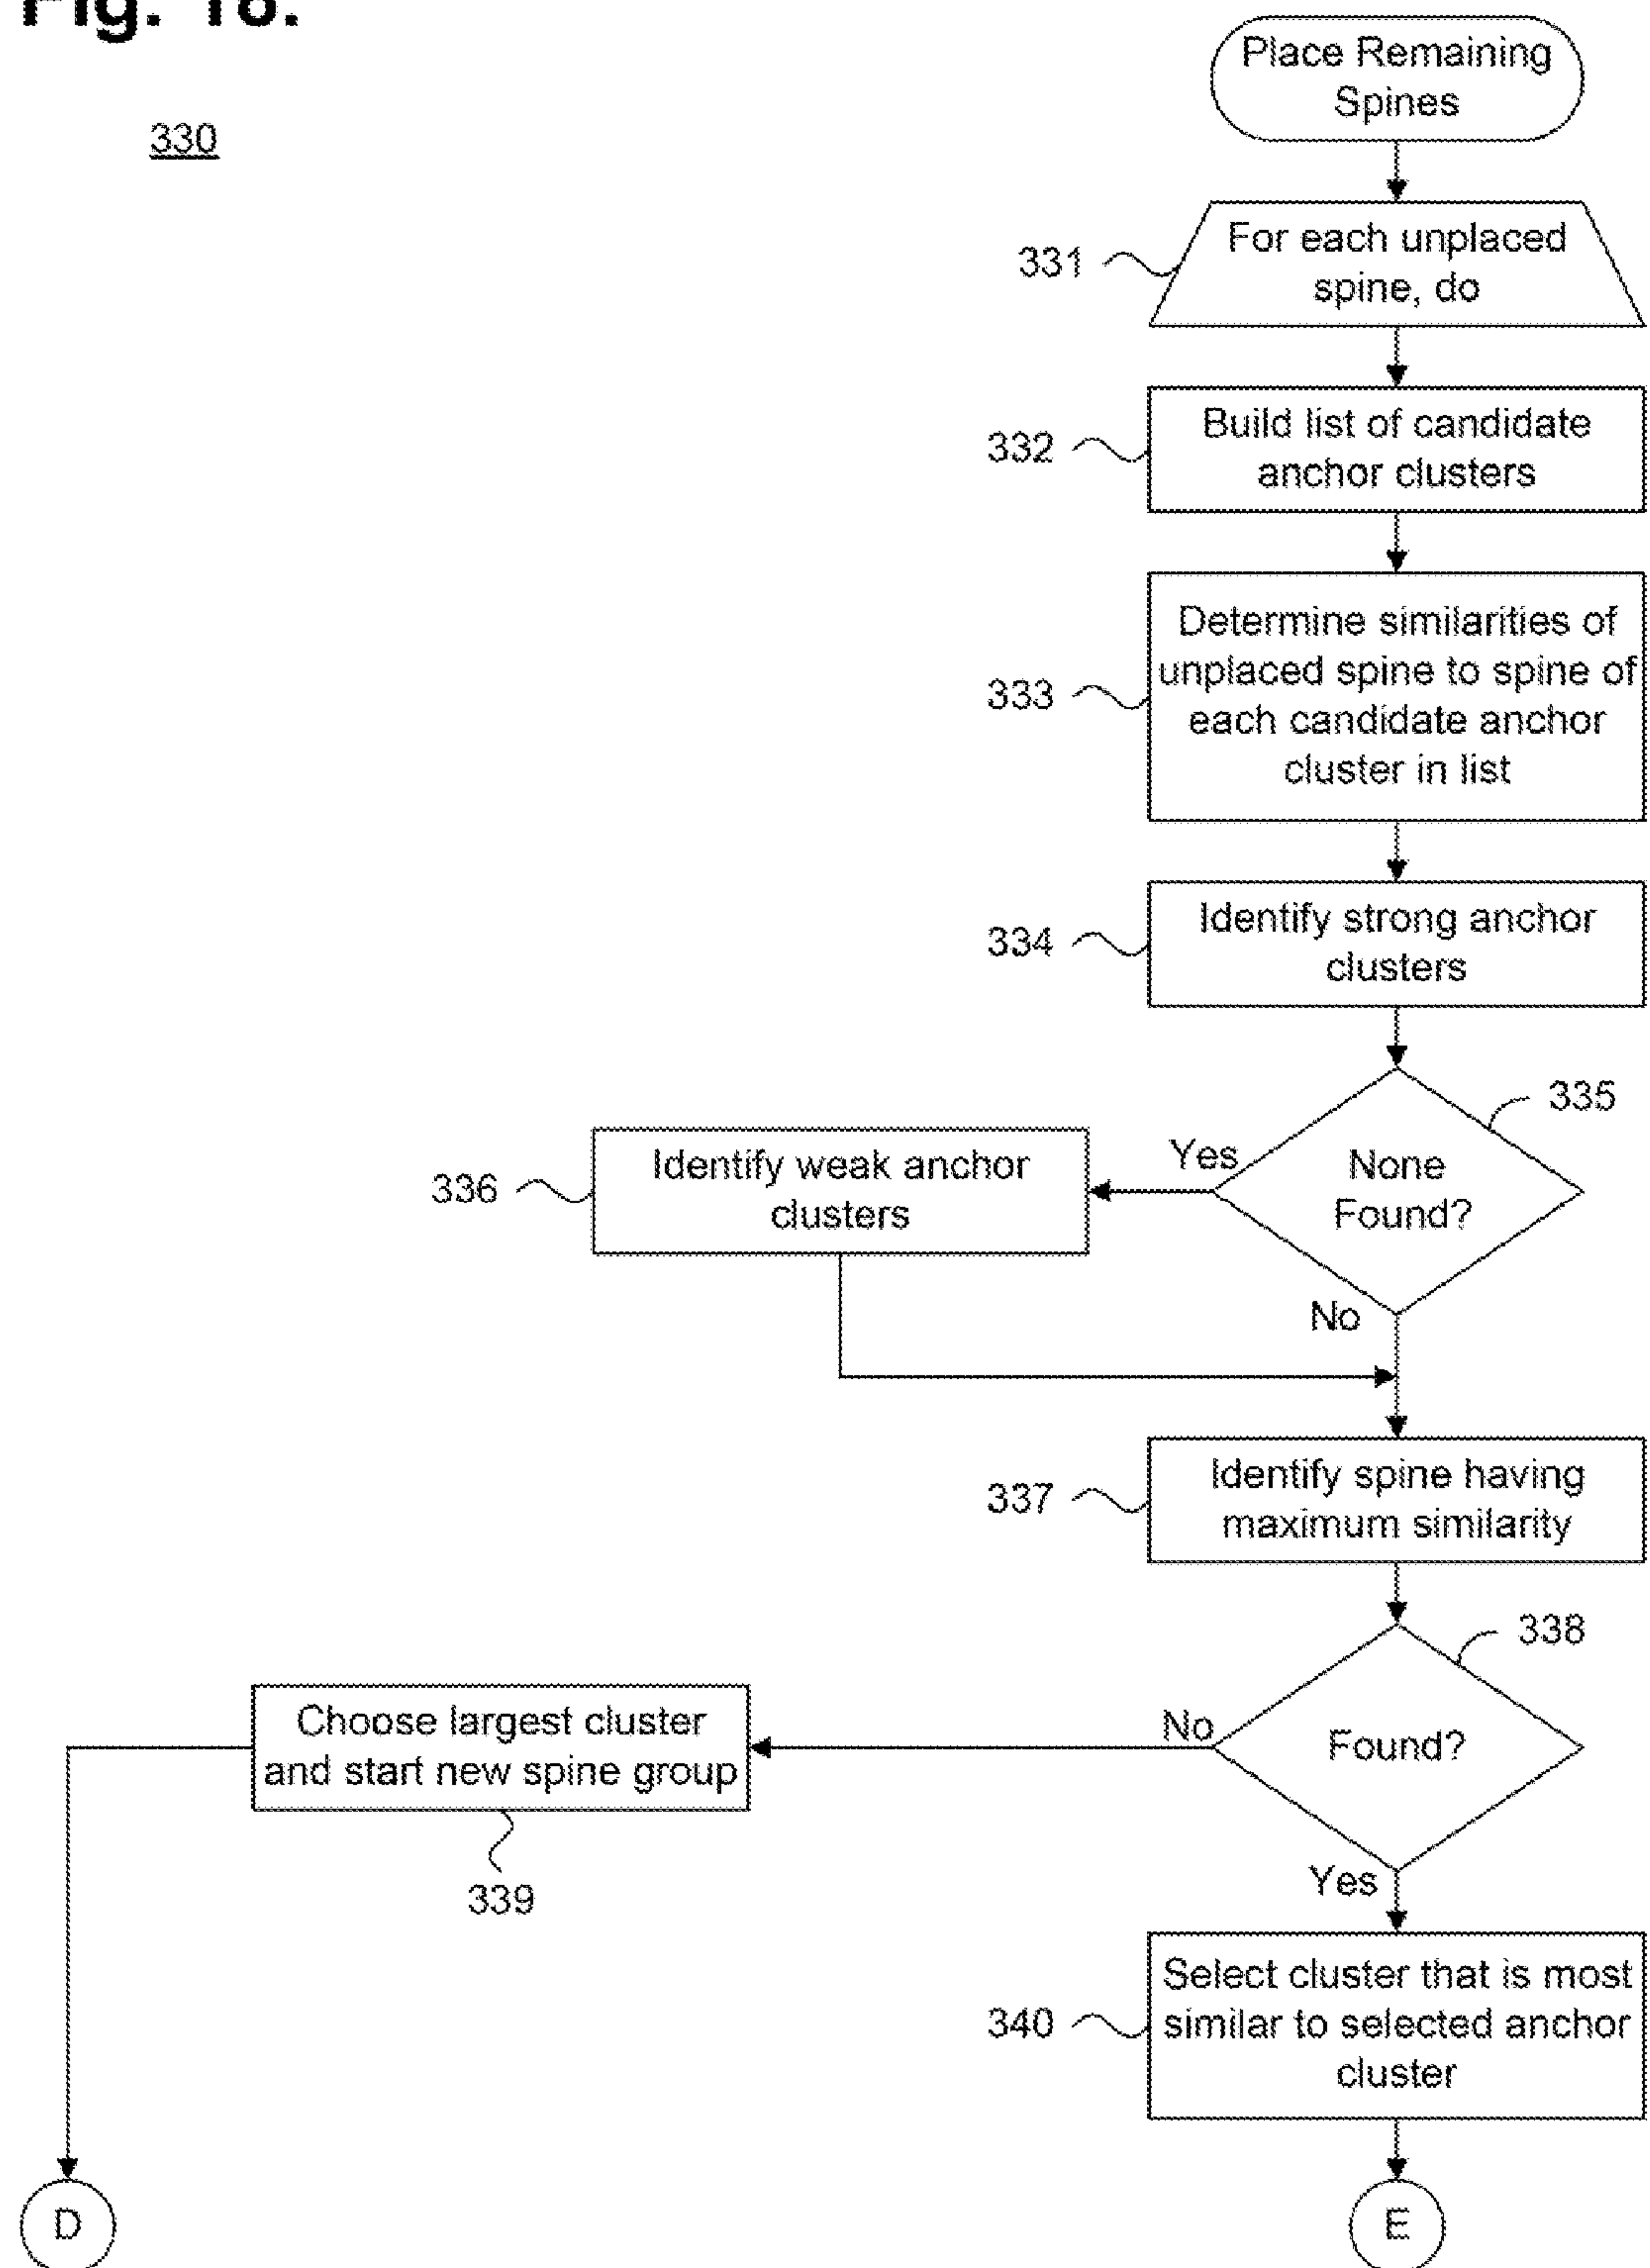 Fig. 18.
330
Place Remaining
Spines
331
For each unplaced
spine, do
332
Build list of candidate
anchor clusters
333
Determine similarities of
unplaced spine to spine of
each candidate anchor
cluster in list
334
Identify strong anchor
clusters
335
None
Found?
Yes
No
336
Identify weak anchor
clusters
337
Identify spine having
maximum similarity
338
Found?
No
Yes
Choose largest cluster
and start new spine group
339
340
Select cluster that is most
similar to selected anchor
cluster
D
E